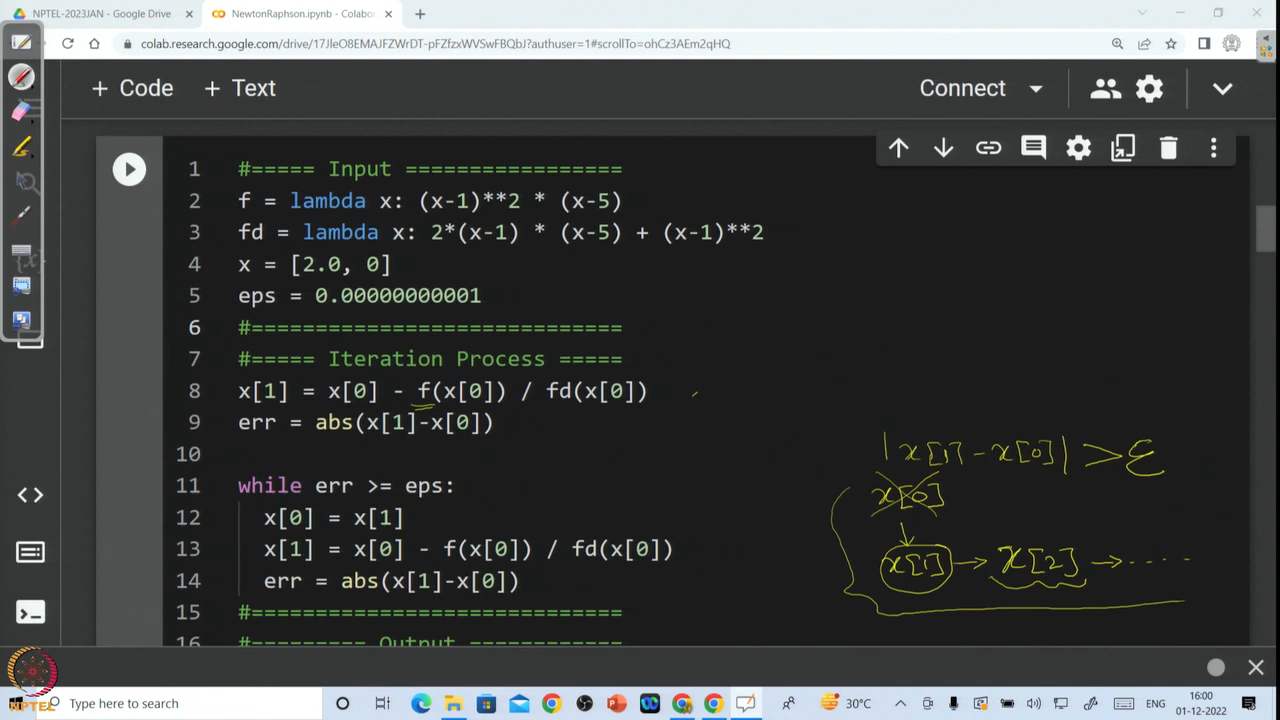 NPTEL-2023JAN - Google Drive
NewtonRaphson.ipynb - Colabor
colab.research.google.com/drive/17JleO8EMAJFZWrDT-pFZfzxWVSwFBQbJ?authuser=1#scrollTo=ohCz3AEm2qHQ
+ Code + Text Connect
1 #===== Input =================
2 f = lambda x: (x-1)**2 * (x-5)
3 fd = lambda x: 2*(x-1) * (x-5) + (x-1)**2
4 x = [2.0, 0]
5 eps = 0.00000000001
6 #============================
7 #===== Iteration Process =====
8 x[1] = x[0] - f(x[0]) / fd(x[0])
9 err = abs(x[1]-x[0])
10
11 while err >= eps:
12 x[0] = x[1]
13 x[1] = x[0] - f(x[0]) / fd(x[0])
14 err = abs(x[1]-x[0])
15 #============================
16 #========= Output ============
|x[1] - x[0]| > ε
x[0]
↓
x[1] → x[2] → ·····
NPTEL
Type here to search
30°C
ENG
16:00
01-12-2022